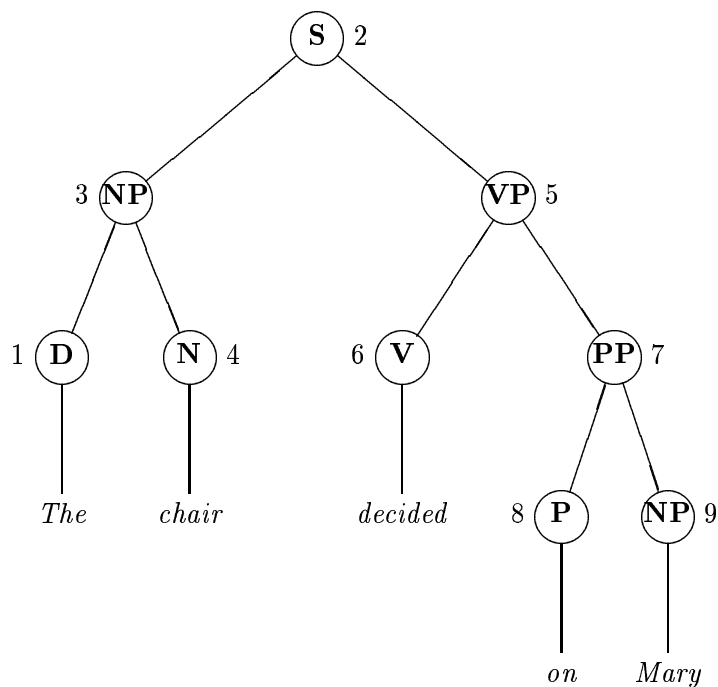 S 2
3 NP VP 5
1 D N 4 6 V PP 7
The chair decided 8 P NP 9
on Mary